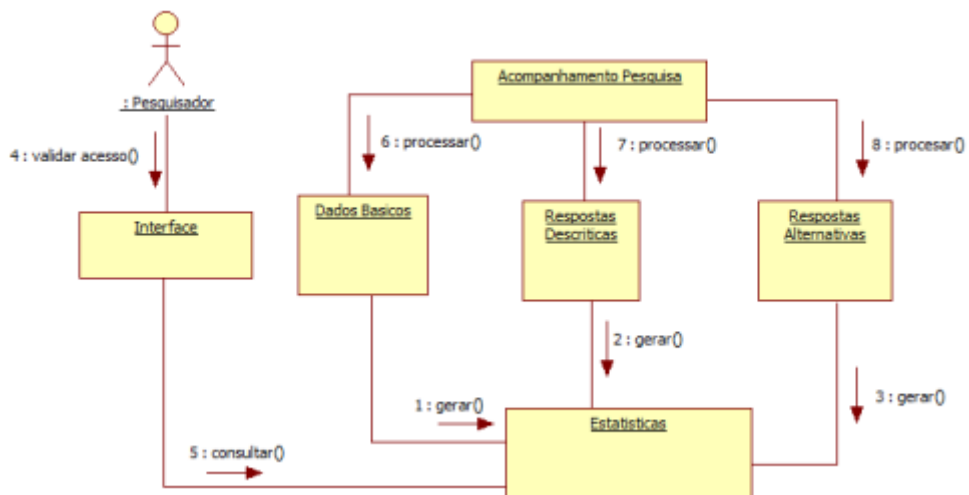 Acompanhamento Pesquisa
: Pesquisador
4 : validar acesso()
6 : processar()
7 : processar()
8 : procesar()
Interface
Dados Basicos
Respostas
Descriticas
Respostas
Alternativas
2 : gerar()
1 : gerar()
3 : gerar()
Estatisticas
5 : consultar()